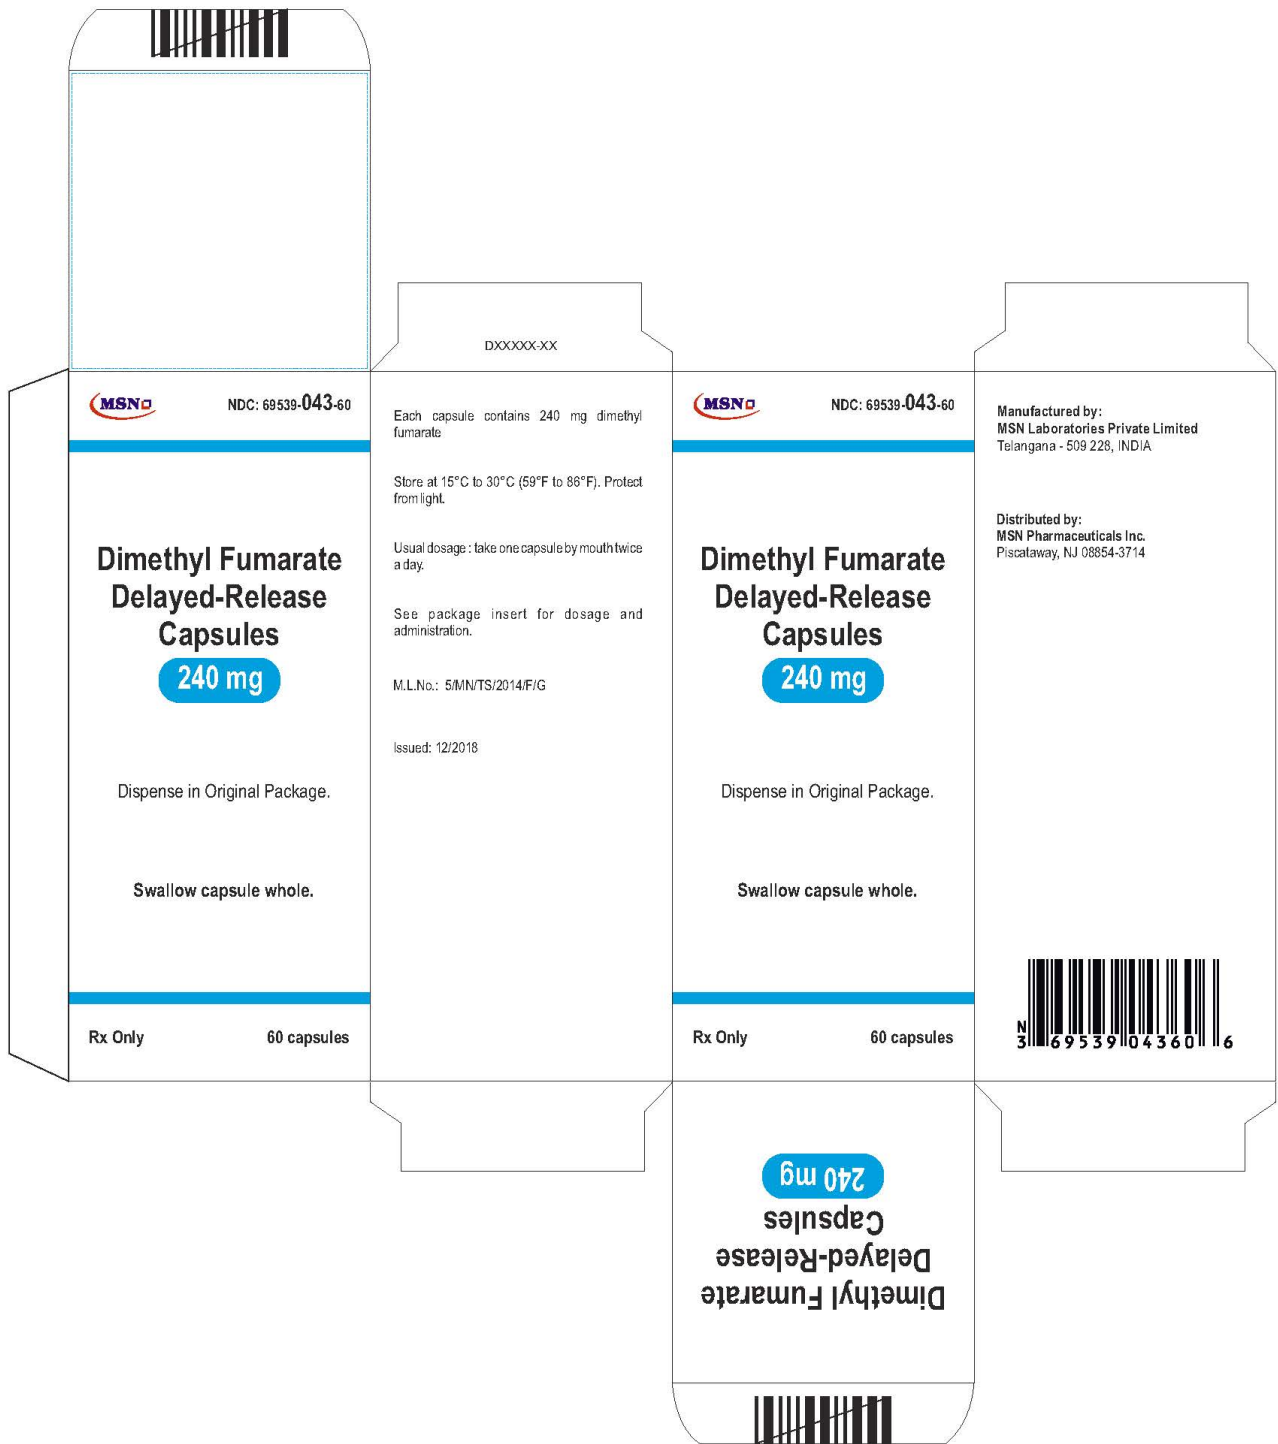 DXXXXX-XX
MSN
NDC: 69539-043-60
Dimethyl Fumarate
Delayed-Release
Capsules
240 mg
Dispense in Original Package.
Swallow capsule whole.
Rx Only
60 capsules
Each capsule contains 240 mg dimethyl
fumarate
Store at 15°C to 30°C (59°F to 86°F). Protect
from light.
Usual dosage : take one capsule by mouth twice
a day.
See package insert for dosage and
administration.
M.L.No.: 5/MN/TS/2014/F/G
Issued: 12/2018
MSN
NDC: 69539-043-60
Dimethyl Fumarate
Delayed-Release
Capsules
240 mg
Dispense in Original Package.
Swallow capsule whole.
Rx Only
60 capsules
Manufactured by:
MSN Laboratories Private Limited
Telangana - 509 228, INDIA
Distributed by:
MSN Pharmaceuticals Inc.
Piscataway, NJ 08854-3714
N
3 69539 04360 6
Dimethyl Fumarate
Delayed-Release
Capsules
240 mg